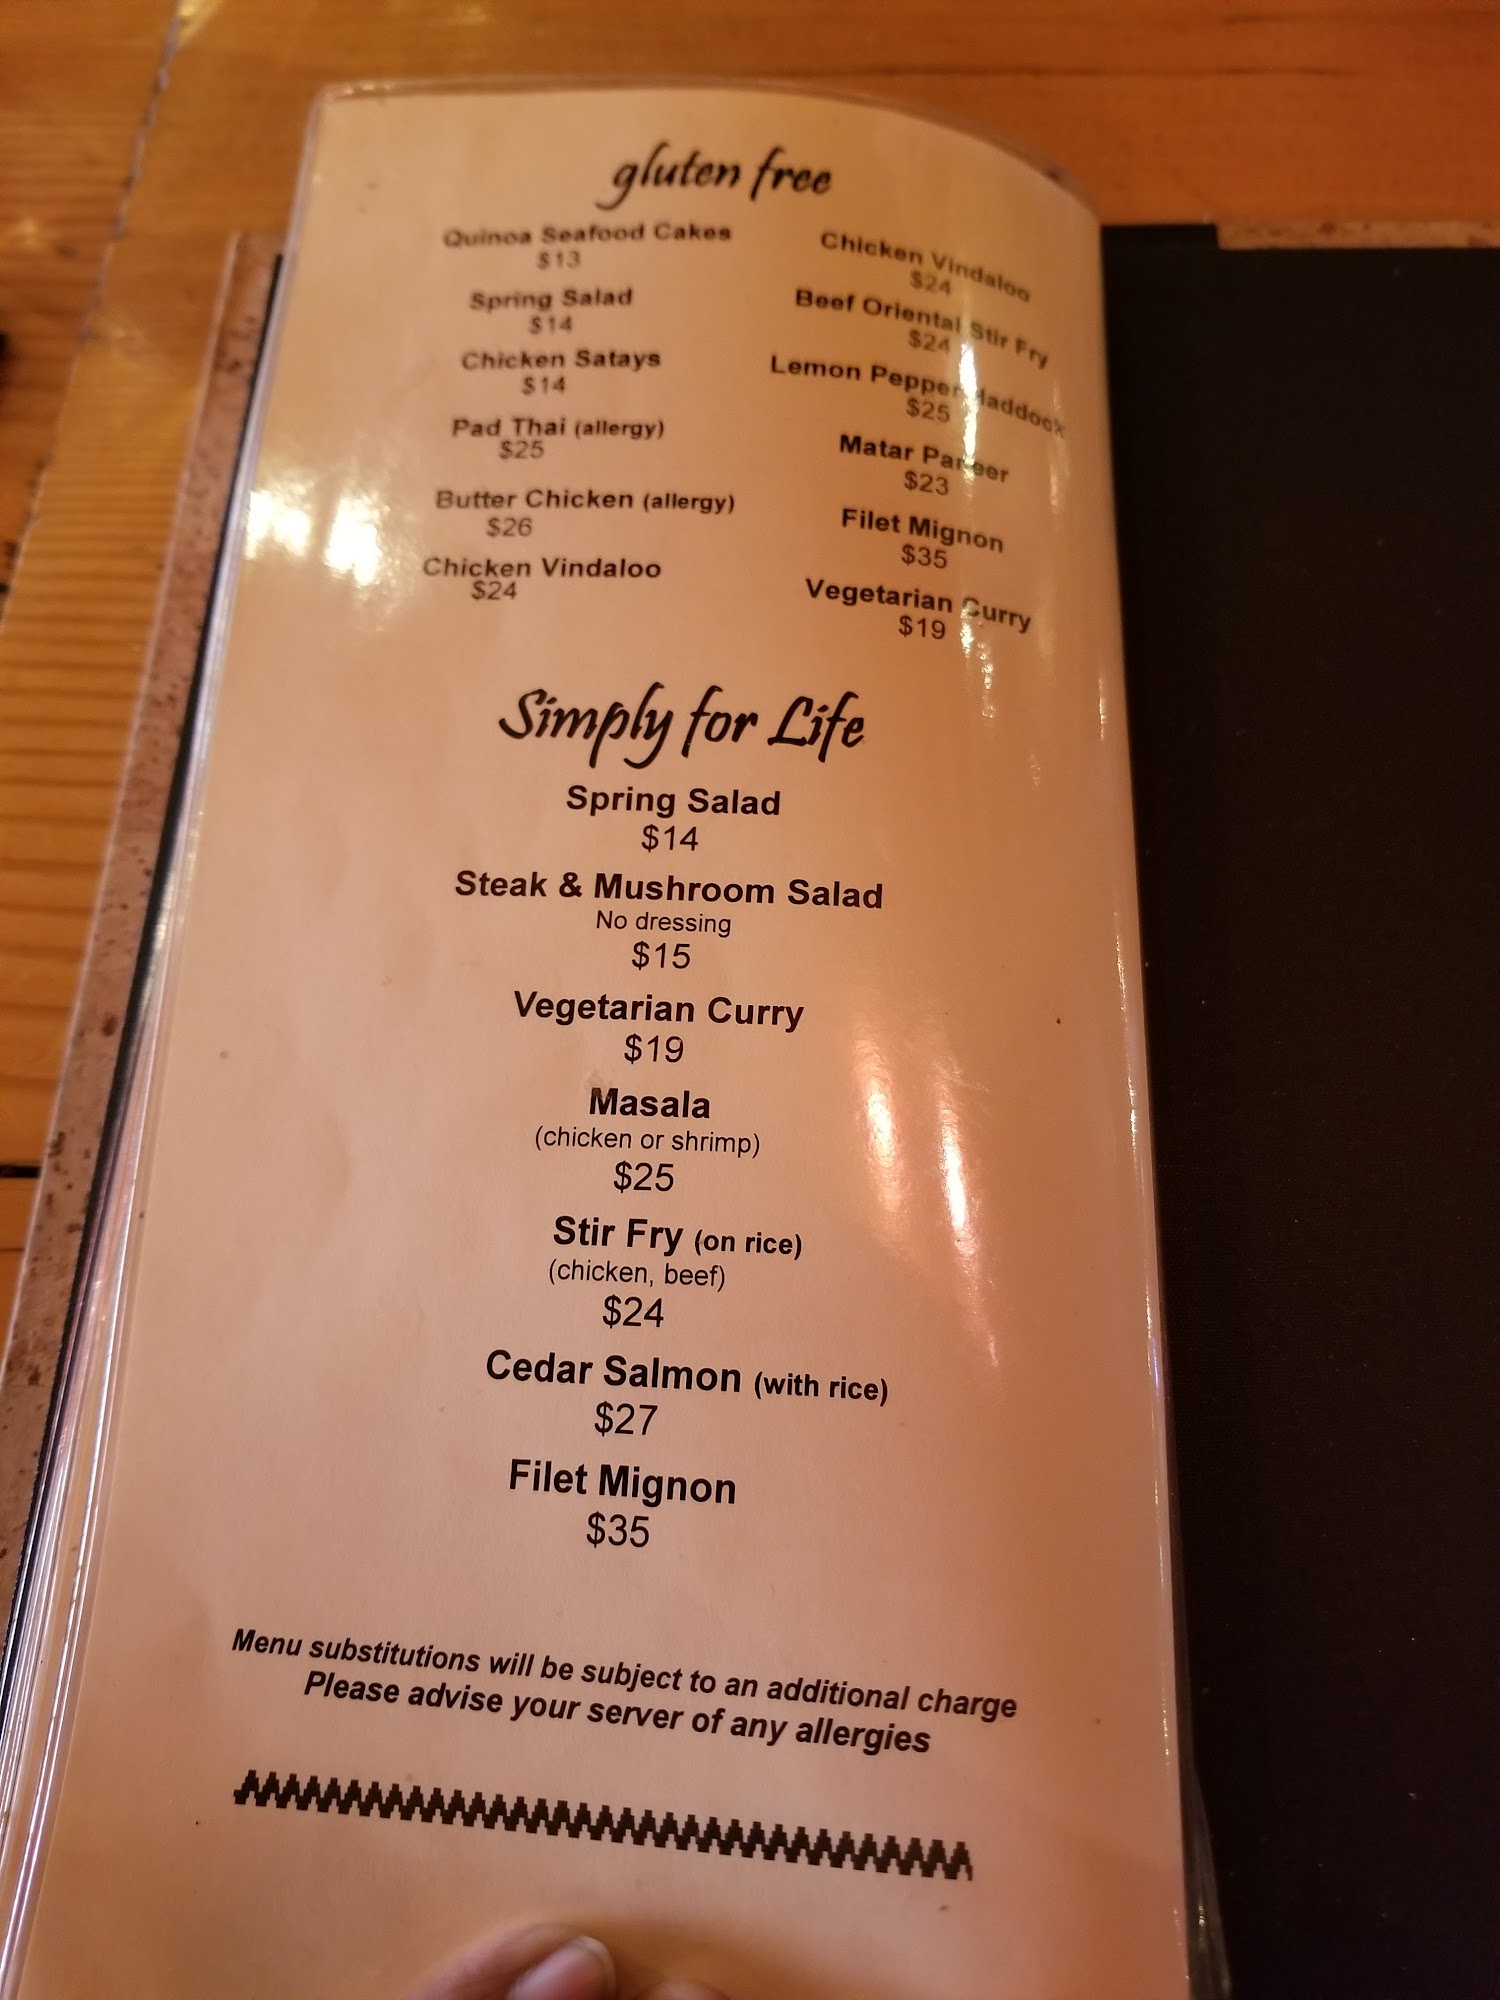 gluten free
Quinoa Seafood Cakes
$13
Spring Salad
$14
Chicken Satays
$14
Pad Thai (allergy)
$25
Butter Chicken (allergy)
$26
Chicken Vindaloo
$24
Chicken Vindaloo
$24
Beef Oriental Stir Fry
$24
Lemon Pepper Haddock
$25
Matar Paneer
$23
Filet Mignon
$35
Vegetarian Curry
$19
Simply for Life
Spring Salad
$14
Steak & Mushroom Salad
No dressing
$15
Vegetarian Curry
$19
Masala
(chicken or shrimp)
$25
Stir Fry (on rice)
(chicken, beef)
$24
Cedar Salmon (with rice)
$27
Filet Mignon
$35
Menu substitutions will be subject to an additional charge
Please advise your server of any allergies